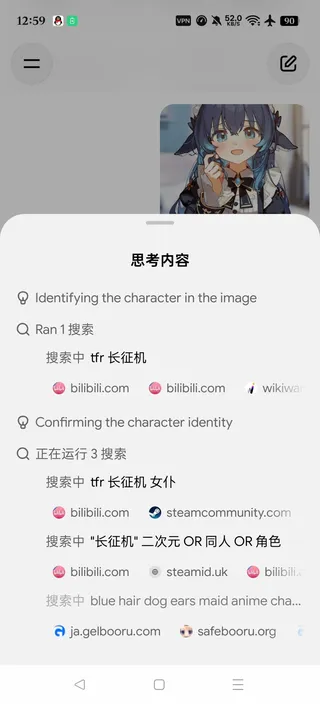 12:59 VPN 52.0 KB/S 90
思考内容
Identifying the character in the image
Ran 1 搜索
搜索中 tfr 长征机
bilibili.com bilibili.com wikiwar
Confirming the character identity
正在运行 3 搜索
搜索中 tfr 长征机 女仆
bilibili.com steamcommunity.com
搜索中 "长征机" 二次元 OR 同人 OR 角色
bilibili.com steamid.uk bilibili.
搜索中 blue hair dog ears maid anime cha...
ja.gelbooru.com safebooru.org